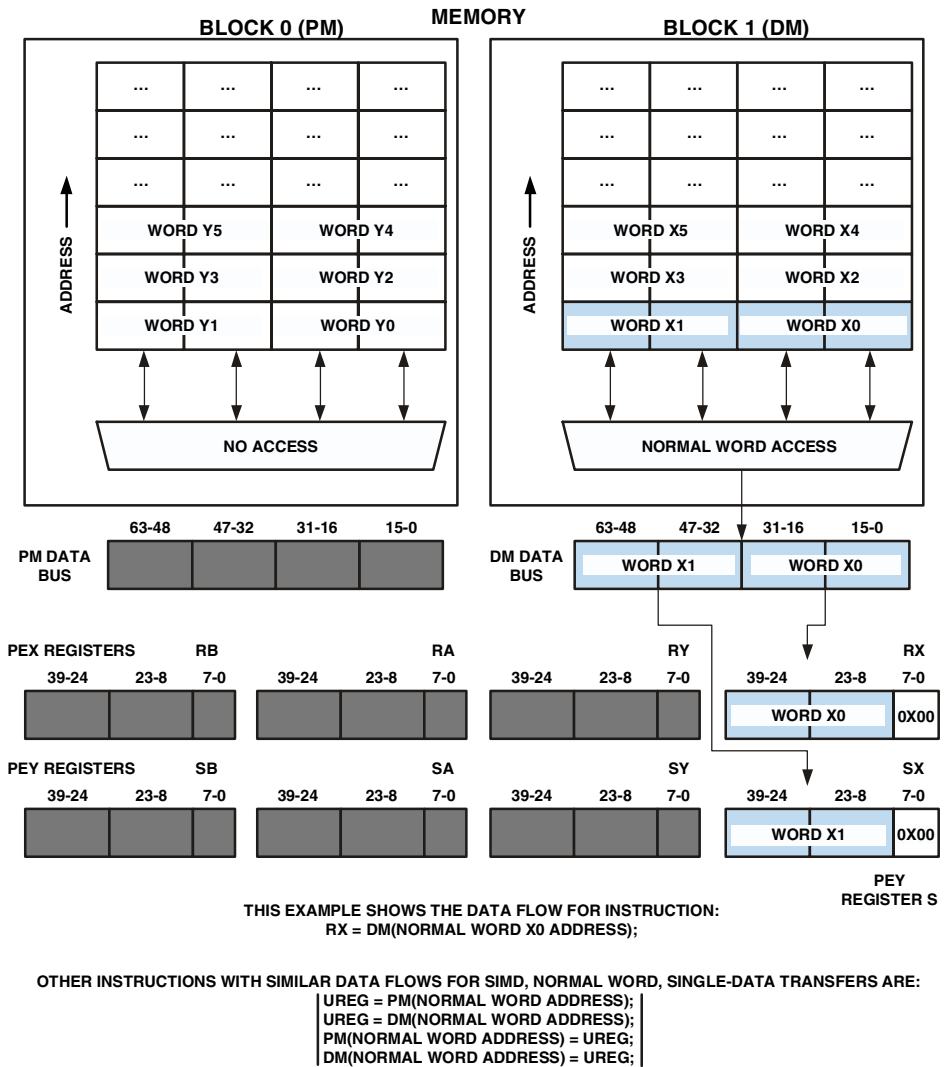 MEMORY
BLOCK 0 (PM) BLOCK 1 (DM)
... ... ... ... ... ... ... ...
... ... ... ... ... ... ... ...
... ... ... ... ... ... ... ...
ADDRESS ADDRESS
WORD Y5 WORD Y4 WORD X5 WORD X4
WORD Y3 WORD Y2 WORD X3 WORD X2
WORD Y1 WORD Y0 WORD X1 WORD X0
NO ACCESS NORMAL WORD ACCESS
63-48 47-32 31-16 15-0 63-48 47-32 31-16 15-0
PM DATA BUS
DM DATA BUS
WORD X1 WORD X0
PEX REGISTERS RB RA RY RX
39-24 23-8 7-0 39-24 23-8 7-0 39-24 23-8 7-0 39-24 23-8 7-0
WORD X0 0X00
PEY REGISTERS SB SA SY SX
39-24 23-8 7-0 39-24 23-8 7-0 39-24 23-8 7-0 39-24 23-8 7-0
WORD X1 0X00
PEY
REGISTER S
THIS EXAMPLE SHOWS THE DATA FLOW FOR INSTRUCTION:
RX = DM(NORMAL WORD X0 ADDRESS);
OTHER INSTRUCTIONS WITH SIMILAR DATA FLOWS FOR SIMD, NORMAL WORD, SINGLE-DATA TRANSFERS ARE:
UREG = PM(NORMAL WORD ADDRESS);
UREG = DM(NORMAL WORD ADDRESS);
PM(NORMAL WORD ADDRESS) = UREG;
DM(NORMAL WORD ADDRESS) = UREG;